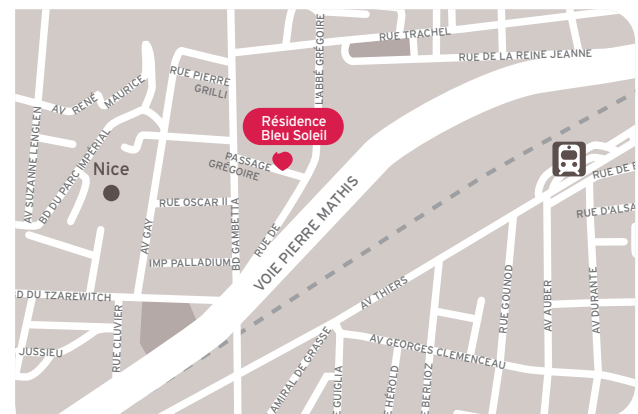 RUE TRACHEL
RUE DE LA REINE JEANNE
L'ABBÉ GRÉGOIRE
RUE PIERRE
GRILLI
AV RENÉ
MAURICE
Résidence
Bleu Soleil
PASSAGE
GRÉGOIRE
AV SUZANNE LENGLEN
BD DU PARC IMPÉRIAL
Nice
RUE OSCAR II
AV GAY
BD GAMBETTA
RUE DE
IMP PALLADIUM
VOIE PIERRE MATHIS
RUE DE
RUE D'ALSA
D DU TZAREWITCH
RUE CLUVIER
JUSSIEU
AV THIERS
RUE GOUNOD
AV AUBER
AV DURANTE
AV GEORGES CLEMENCEAU
AMIRAL DE GRASSE
E GUIGLIA
E HÉROLD
E BERLIOZ